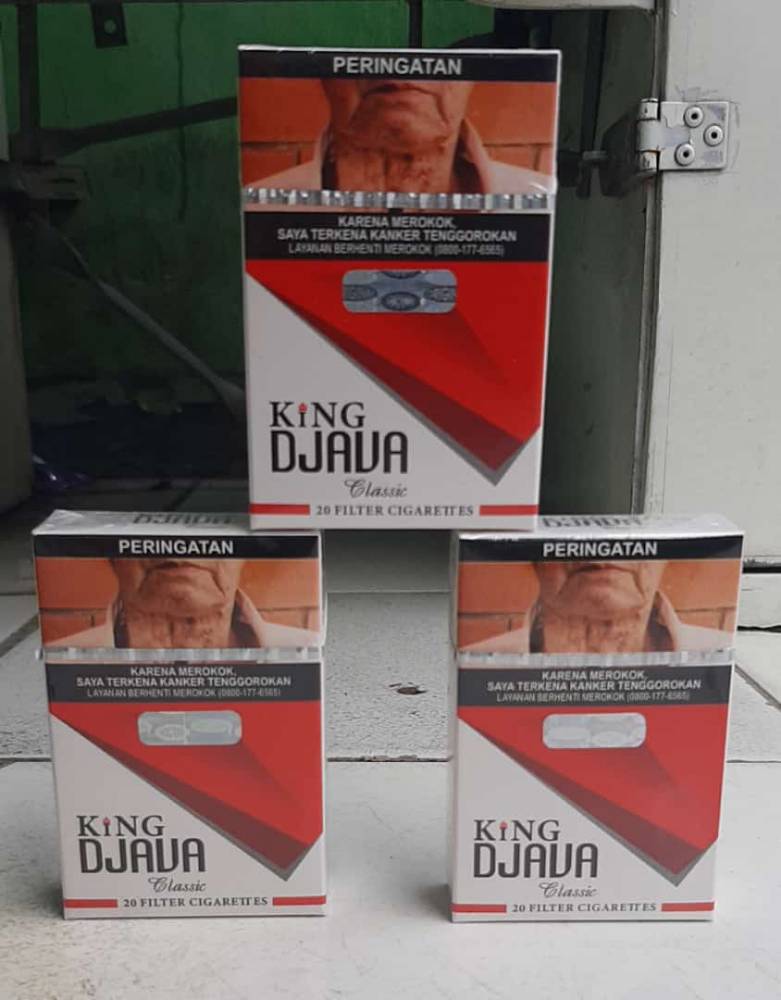 PERINGATAN
KARENA MEROKOK,
SAYA TERKENA KANKER TENGGOROKAN
LAYANAN BERHENTI MEROKOK (0800-177-6565)
KiNG
DJAVA
Classic
20 FILTER CIGARETTES
DJAVA
PERINGATAN
KARENA MEROKOK,
SAYA TERKENA KANKER TENGGOROKAN
LAYANAN BERHENTI MEROKOK (0800-177-6565)
KiNG
DJAVA
Classic
20 FILTER CIGARETTES
DJAVA
PERINGATAN
KARENA MEROKOK,
SAYA TERKENA KANKER TENGGOROKAN
LAYANAN BERHENTI MEROKOK (0800-177-6565)
KiNG
DJAVA
Classic
20 FILTER CIGARETTES